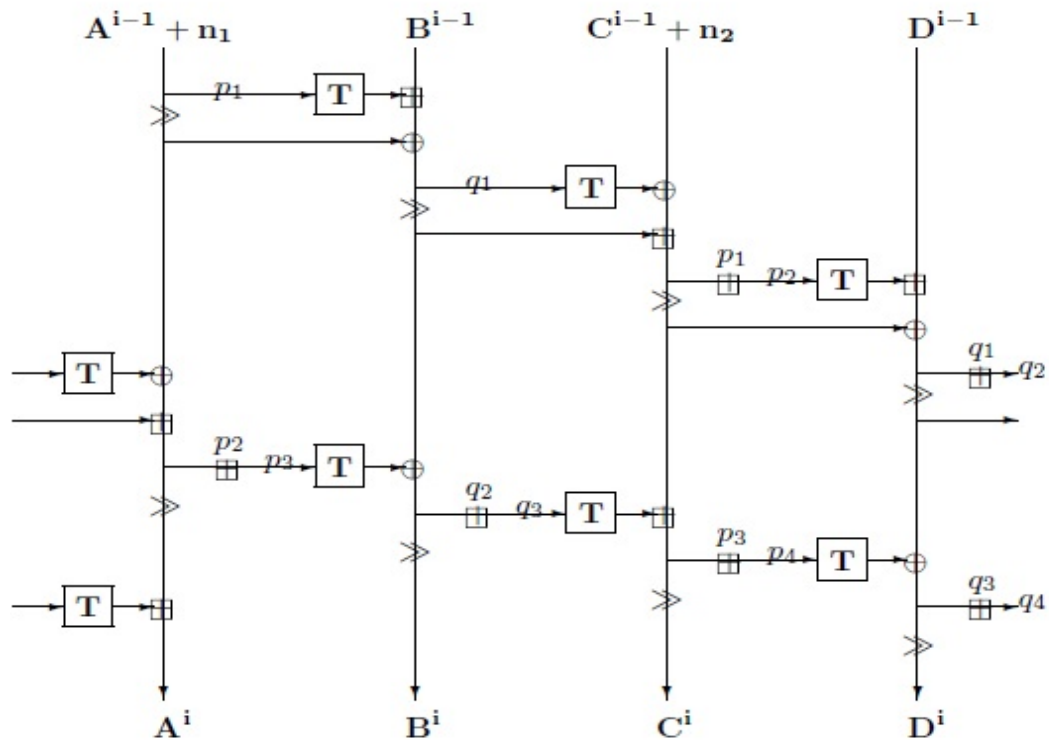 A^{i-1} + n_1 B^{i-1} C^{i-1} + n_2 D^{i-1}
p_1 T
q_1 T
p_1 p_2 T
T q_1 q_2
p_2 p_3 T
q_2 q_3 T
p_3 p_4 T
T q_3 q_4
A^i B^i C^i D^i